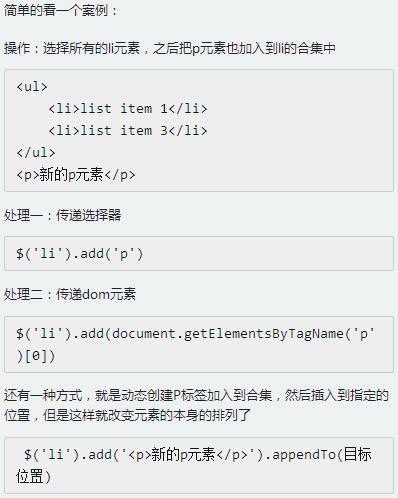 简单的看一个案例：
操作：选择所有的li元素，之后把p元素也加入到li的合集中
<ul>
    <li>list item 1</li>
    <li>list item 3</li>
</ul>
<p>新的p元素</p>
处理一：传递选择器
$('li').add('p')
处理二：传递dom元素
$('li').add(document.getElementsByTagName('p'
)[0])
还有一种方式，就是动态创建P标签加入到合集，然后插入到指定的
位置，但是这样就改变元素的本身的排列了
 $('li').add('<p>新的p元素</p>').appendTo(目标
位置)